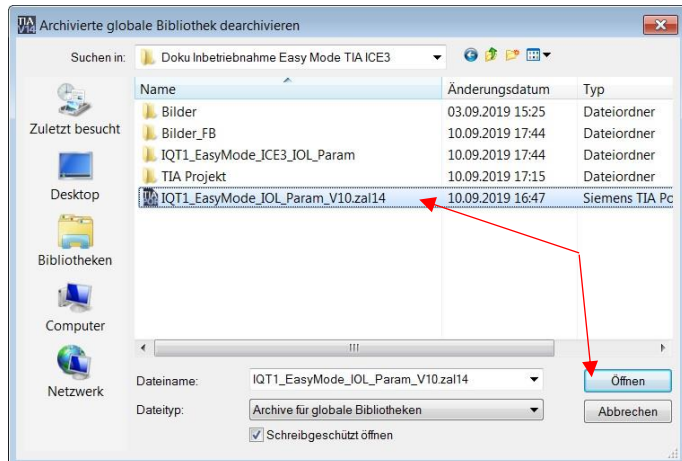 Archivierte globale Bibliothek dearchivieren
Suchen in: Doku Inbetriebnahme Easy Mode TIA ICE3
Name Änderungsdatum Typ
Bilder 03.09.2019 15:25 Dateiordner
Bilder_FB 10.09.2019 17:44 Dateiordner
IQT1_EasyMode_ICE3_IOL_Param 10.09.2019 17:44 Dateiordner
TIA Projekt 10.09.2019 17:15 Dateiordner
IQT1_EasyMode_IOL_Param_V10.zal14 10.09.2019 16:47 Siemens TIA Po
Zuletzt besucht
Desktop
Bibliotheken
Computer
Netzwerk
Dateiname: IQT1_EasyMode_IOL_Param_V10.zal14 Öffnen
Dateityp: Archive für globale Bibliotheken Abbrechen
Schreibgeschützt öffnen